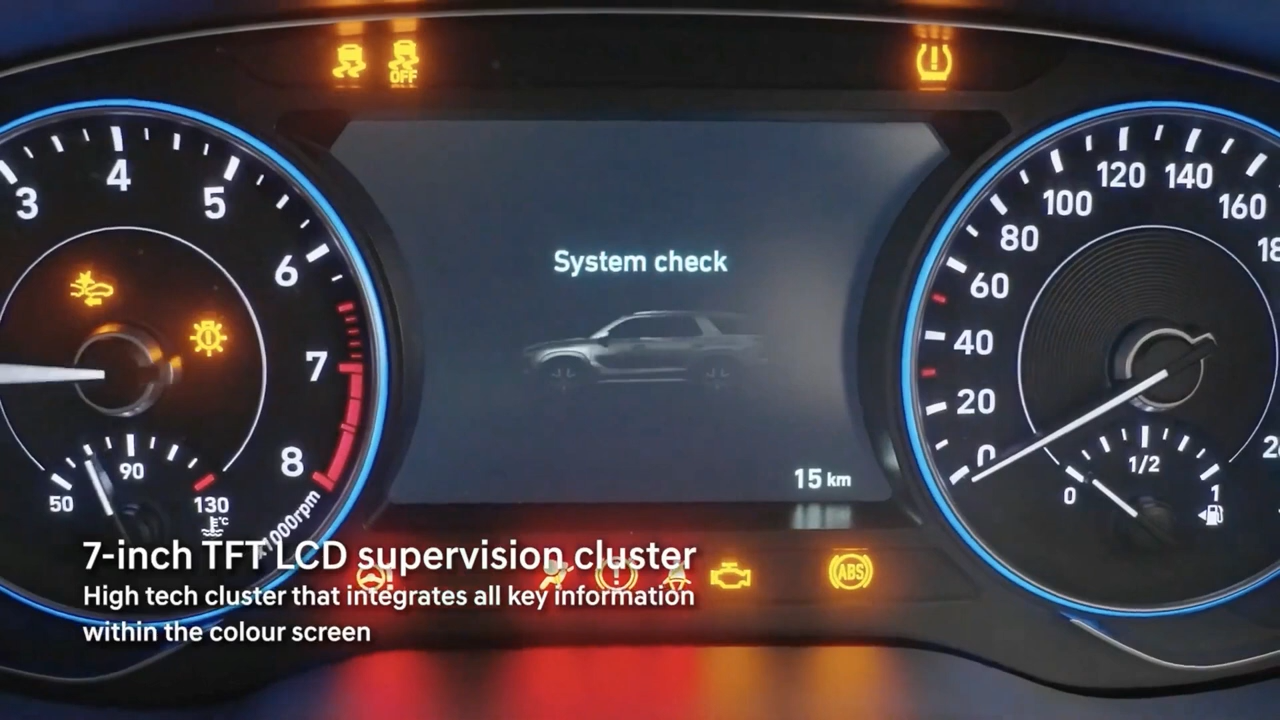 OFF
3
4
5
6
7
8
x1000rpm
50
90
130
°C
System check
15 km
0
20
40
60
80
100
120
140
160
0
1/2
1
ABS
7-inch TFT LCD supervision cluster
High tech cluster that integrates all key information
within the colour screen